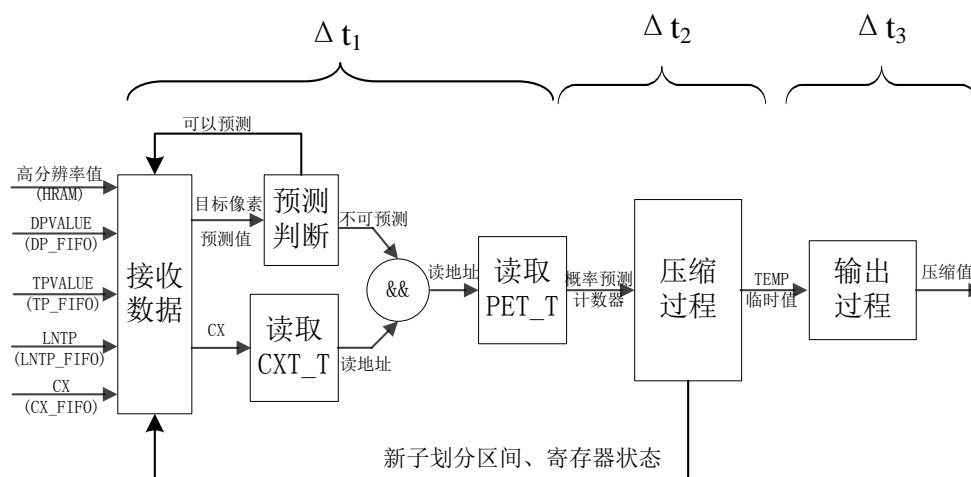 Δt₁
Δt₂
Δt₃
可以预测
高分辨率值
(HRAM)
DPVALUE
(DP_FIFO)
TPVALUE
(TP_FIFO)
LNTP
(LNTP_FIFO)
CX
(CX_FIFO)
接收
数据
目标像素
预测值
预测
判断
不可预测
CX
读取
CXT_T
读地址
&&
读地址
读取
PET_T
概率预测
计数器
压缩
过程
TEMP
临时值
输出
过程
压缩值
新子划分区间、寄存器状态